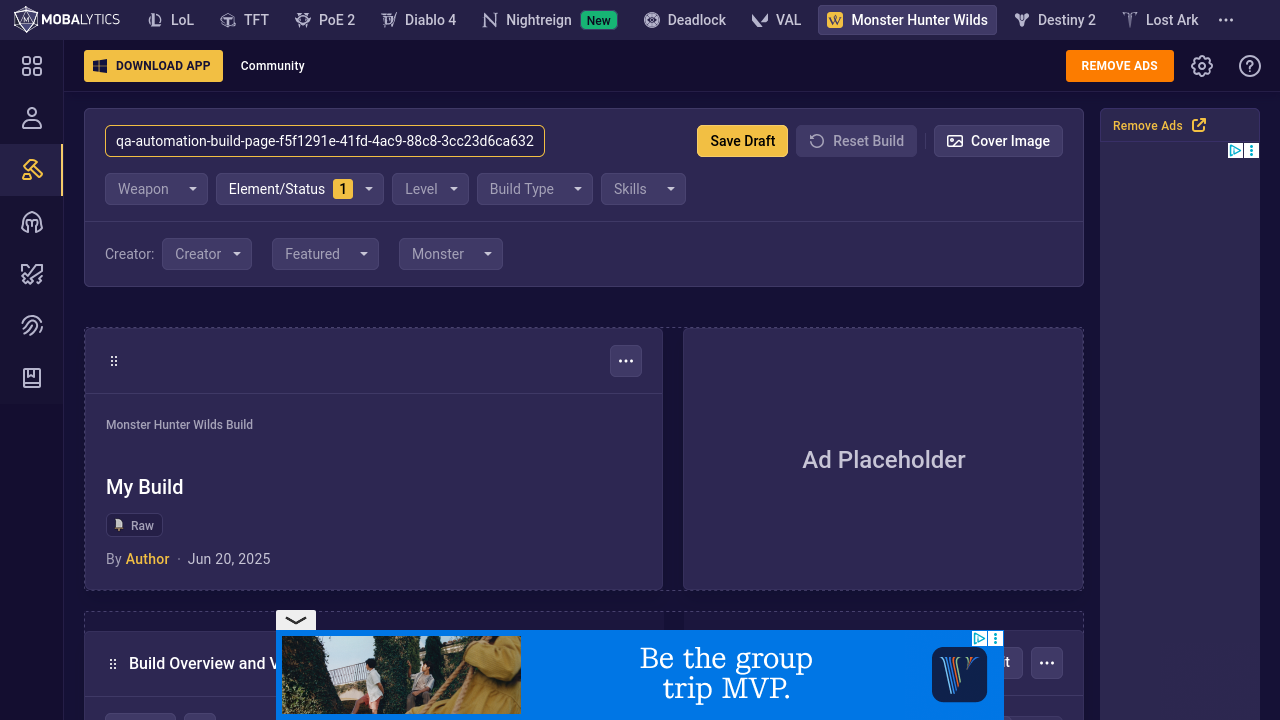 MOBALYTICS
LoL
TFT
PoE 2
Diablo 4
Nightreign New
Deadlock
VAL
Monster Hunter Wilds
Destiny 2
Lost Ark
DOWNLOAD APP
Community
REMOVE ADS
qa-automation-build-page-f5f1291e-41fd-4ac9-88c8-3cc23d6ca632
Save Draft
Reset Build
Cover Image
Remove Ads
Weapon
Element/Status 1
Level
Build Type
Skills
Creator:
Creator
Featured
Monster
Monster Hunter Wilds Build
My Build
Raw
By Author · Jun 20, 2025
Ad Placeholder
Build Overview and
Be the group
trip MVP.